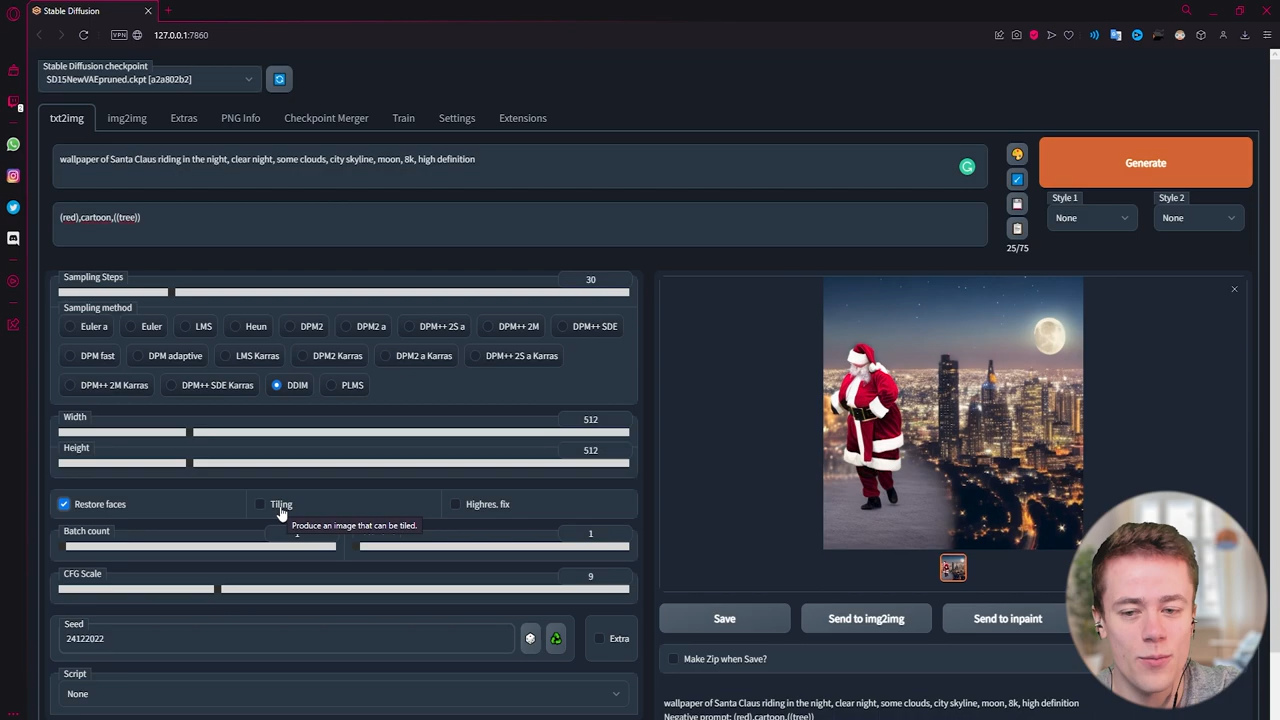 Stable Diffusion
VPN
127.0.0.1:7860
2
Stable Diffusion checkpoint
SD15NewVAEpruned.ckpt [a2a802b2]
txt2img img2img Extras PNG Info Checkpoint Merger Train Settings Extensions
wallpaper of Santa Claus riding in the night, clear night, some clouds, city skyline, moon, 8k, high definition
Generate
Style 1 Style 2
None None
(red),cartoon,((tree))
25/75
Sampling Steps 30
Sampling method
Euler a Euler LMS Heun DPM2 DPM2 a DPM++ 2S a DPM++ 2M DPM++ SDE
DPM fast DPM adaptive LMS Karras DPM2 Karras DPM2 a Karras DPM++ 2S a Karras
DPM++ 2M Karras DPM++ SDE Karras DDIM PLMS
Width 512
Height 512
Restore faces Tiling Highres. fix
Produce an image that can be tiled.
Batch count 1 1
CFG Scale 9
Seed
24122022
Extra
Script
None
Save Send to img2img Send to inpaint
Make Zip when Save?
wallpaper of Santa Claus riding in the night, clear night, some clouds, city skyline, moon, 8k, high definition
Negative prompt: (red),cartoon,((tree))